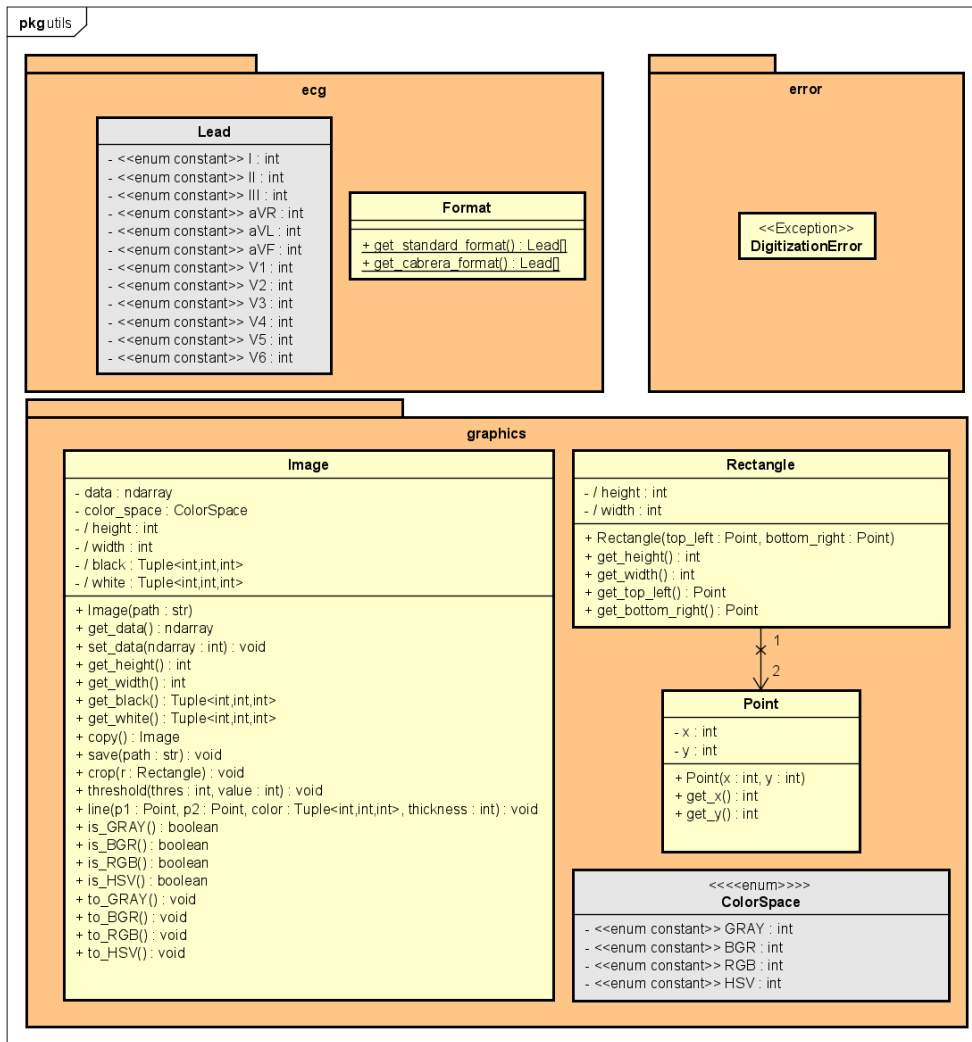 pkg utils
ecg
Lead
- <<enum constant>> I : int
- <<enum constant>> II : int
- <<enum constant>> III : int
- <<enum constant>> aVR : int
- <<enum constant>> aVL : int
- <<enum constant>> aVF : int
- <<enum constant>> V1 : int
- <<enum constant>> V2 : int
- <<enum constant>> V3 : int
- <<enum constant>> V4 : int
- <<enum constant>> V5 : int
- <<enum constant>> V6 : int
Format
+ get_standard_format() : Lead[]
+ get_cabrera_format() : Lead[]
error
<<Exception>>
DigitizationError
graphics
Image
- data : ndarray
- color_space : ColorSpace
- / height : int
- / width : int
- / black : Tuple<int,int,int>
- / white : Tuple<int,int,int>
+ Image(path : str)
+ get_data() : ndarray
+ set_data(ndarray : int) : void
+ get_height() : int
+ get_width() : int
+ get_black() : Tuple<int,int,int>
+ get_white() : Tuple<int,int,int>
+ copy() : Image
+ save(path : str) : void
+ crop(r : Rectangle) : void
+ threshold(thres : int, value : int) : void
+ line(p1 : Point, p2 : Point, color : Tuple<int,int,int>, thickness : int) : void
+ is_GRAY() : boolean
+ is_BGR() : boolean
+ is_RGB() : boolean
+ is_HSV() : boolean
+ to_GRAY() : void
+ to_BGR() : void
+ to_RGB() : void
+ to_HSV() : void
Rectangle
- / height : int
- / width : int
+ Rectangle(top_left : Point, bottom_right : Point)
+ get_height() : int
+ get_width() : int
+ get_top_left() : Point
+ get_bottom_right() : Point
1
2
Point
- x : int
- y : int
+ Point(x : int, y : int)
+ get_x() : int
+ get_y() : int
<<<<enum>>>>
ColorSpace
- <<enum constant>> GRAY : int
- <<enum constant>> BGR : int
- <<enum constant>> RGB : int
- <<enum constant>> HSV : int